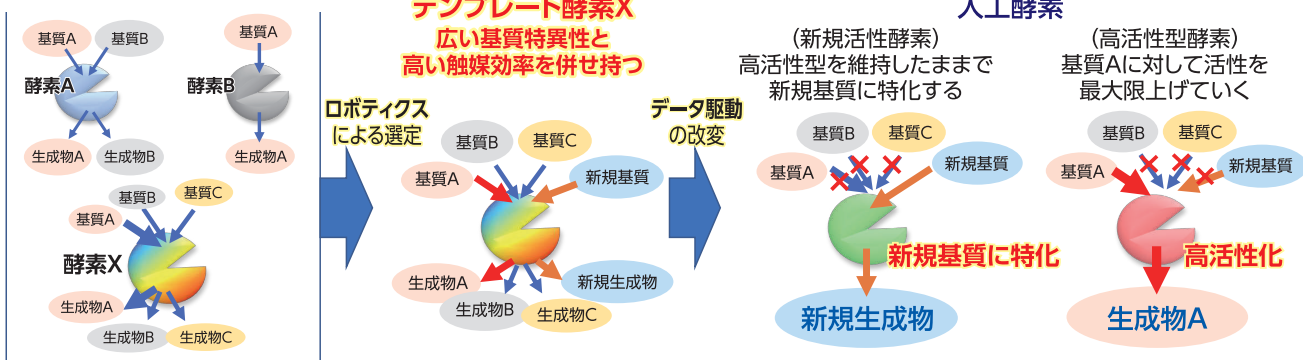 基質A
基質B
酵素A
生成物A
生成物B
基質A
酵素B
生成物A
基質A
基質B
基質C
酵素X
生成物A
生成物B
生成物C
ロボティクス
による選定
テンプレート酵素X
広い基質特異性と
高い触媒効率を併せ持つ
基質A
基質B
基質C
新規基質
生成物A
生成物B
生成物C
新規生成物
データ駆動
の改変
人工酵素
(新規活性酵素)
高活性型を維持したままで
新規基質に特化する
基質A
基質B
基質C
新規基質
新規基質に特化
新規生成物
(高活性型酵素)
基質Aに対して活性を
最大限上げていく
基質A
基質B
基質C
新規基質
高活性化
生成物A